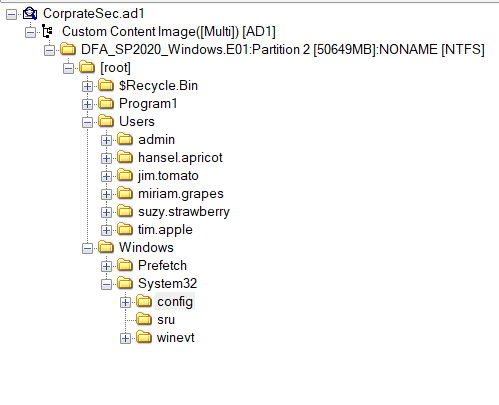 CorprateSec.ad1
Custom Content Image([Multi]) [AD1]
DFA_SP2020_Windows.E01:Partition 2 [50649MB]:NONAME [NTFS]
[root]
$Recycle.Bin
Program1
Users
admin
hansel.apricot
jim.tomato
miriam.grapes
suzy.strawberry
tim.apple
Windows
Prefetch
System32
config
sru
winevt